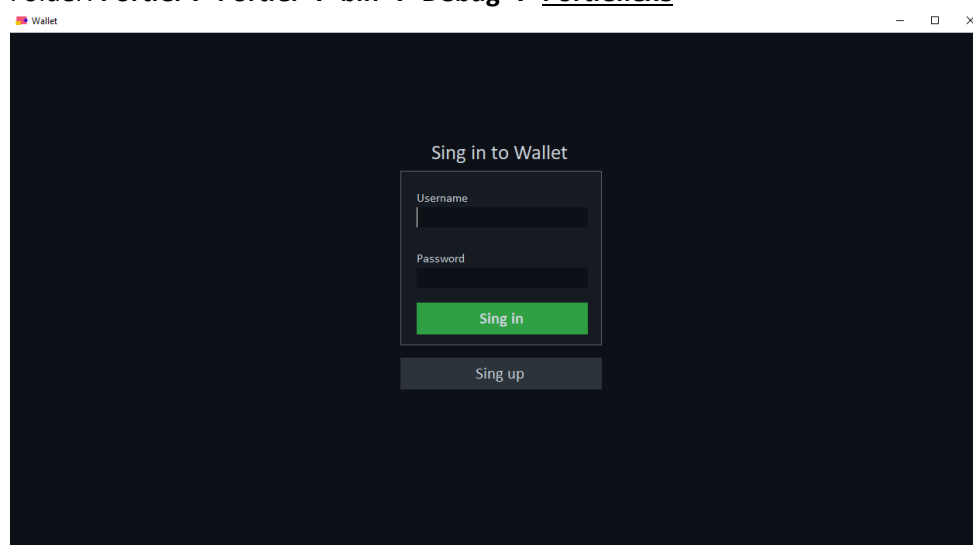 Wallet
Sing in to Wallet
Username
Password
Sing in
Sing up